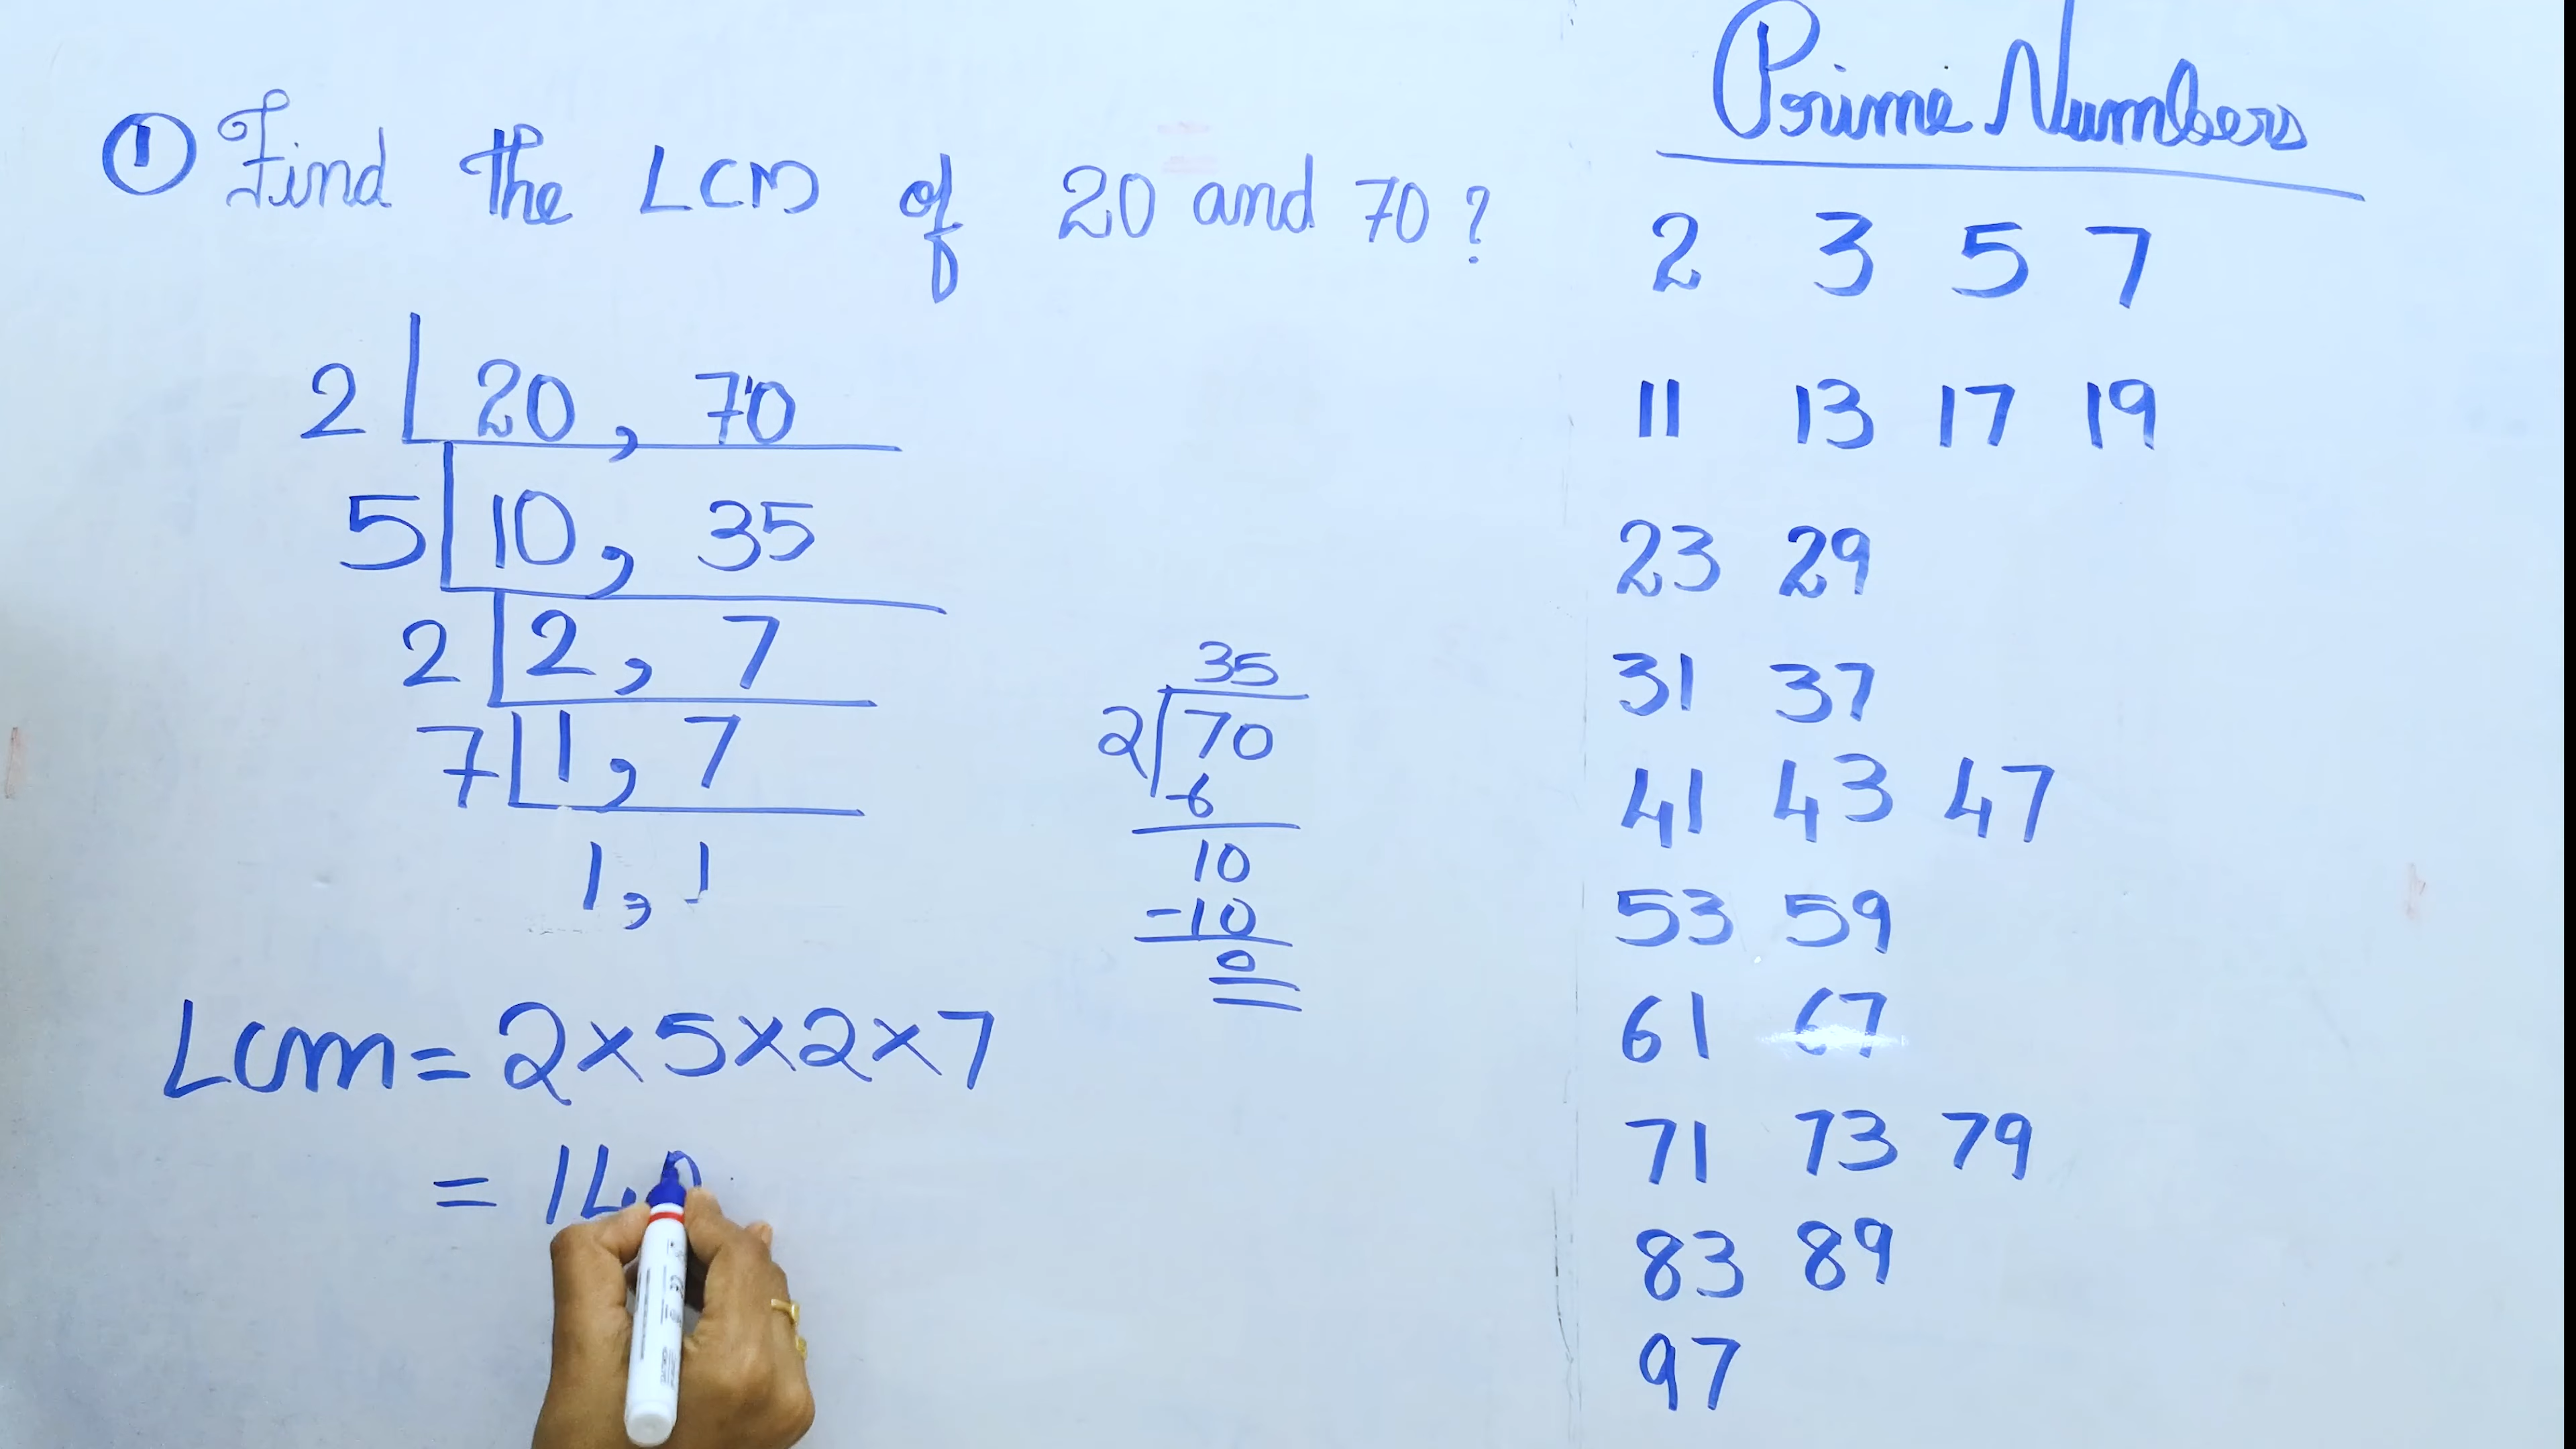 ① Find the LCM of 20 and 70 ?
2 20 , 70
5 10 , 35
2 2 , 7
7 1 , 7
1 , 1
LCM = 2×5×2×7
= 140
35
2 70
-6
10
-10
0
Prime Numbers
2 3 5 7
11 13 17 19
23 29
31 37
41 43 47
53 59
61 67
71 73 79
83 89
97